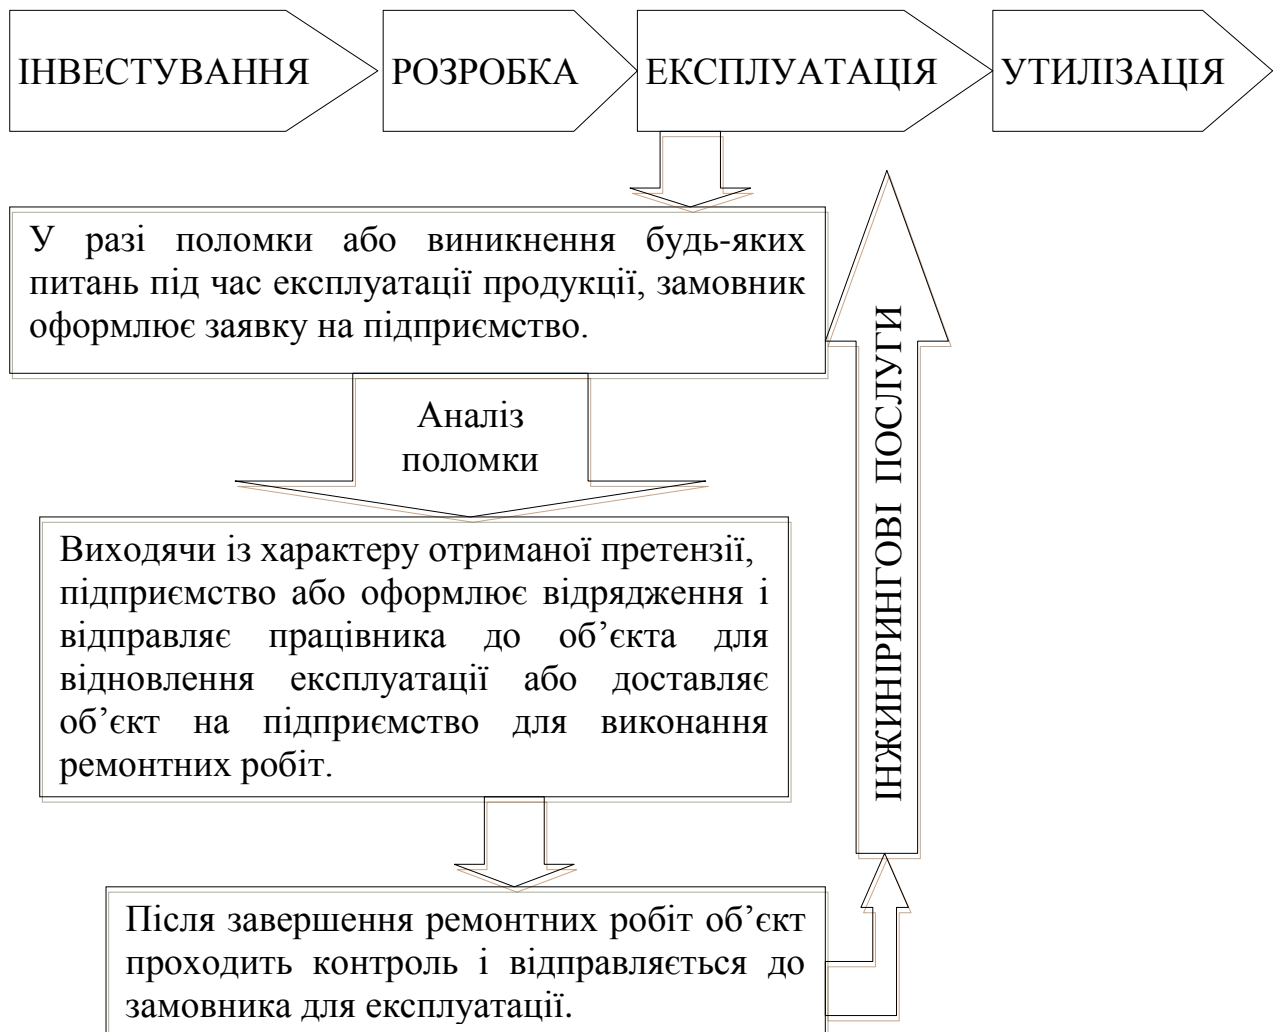 ІНВЕСТУВАННЯ
РОЗРОБКА
ЕКСПЛУАТАЦІЯ
УТИЛІЗАЦІЯ
У разі поломки або виникнення будь-яких
питань під час експлуатації продукції, замовник
оформлює заявку на підприємство.
Аналіз
поломки
Виходячи із характеру отриманої претензії,
підприємство або оформлює відрядження і
відправляє працівника до об’єкта для
відновлення експлуатації або доставляє
об’єкт на підприємство для виконання
ремонтних робіт.
Після завершення ремонтних робіт об’єкт
проходить контроль і відправляється до
замовника для експлуатації.
ІНЖИНІРИНГОВІ ПОСЛУГИ